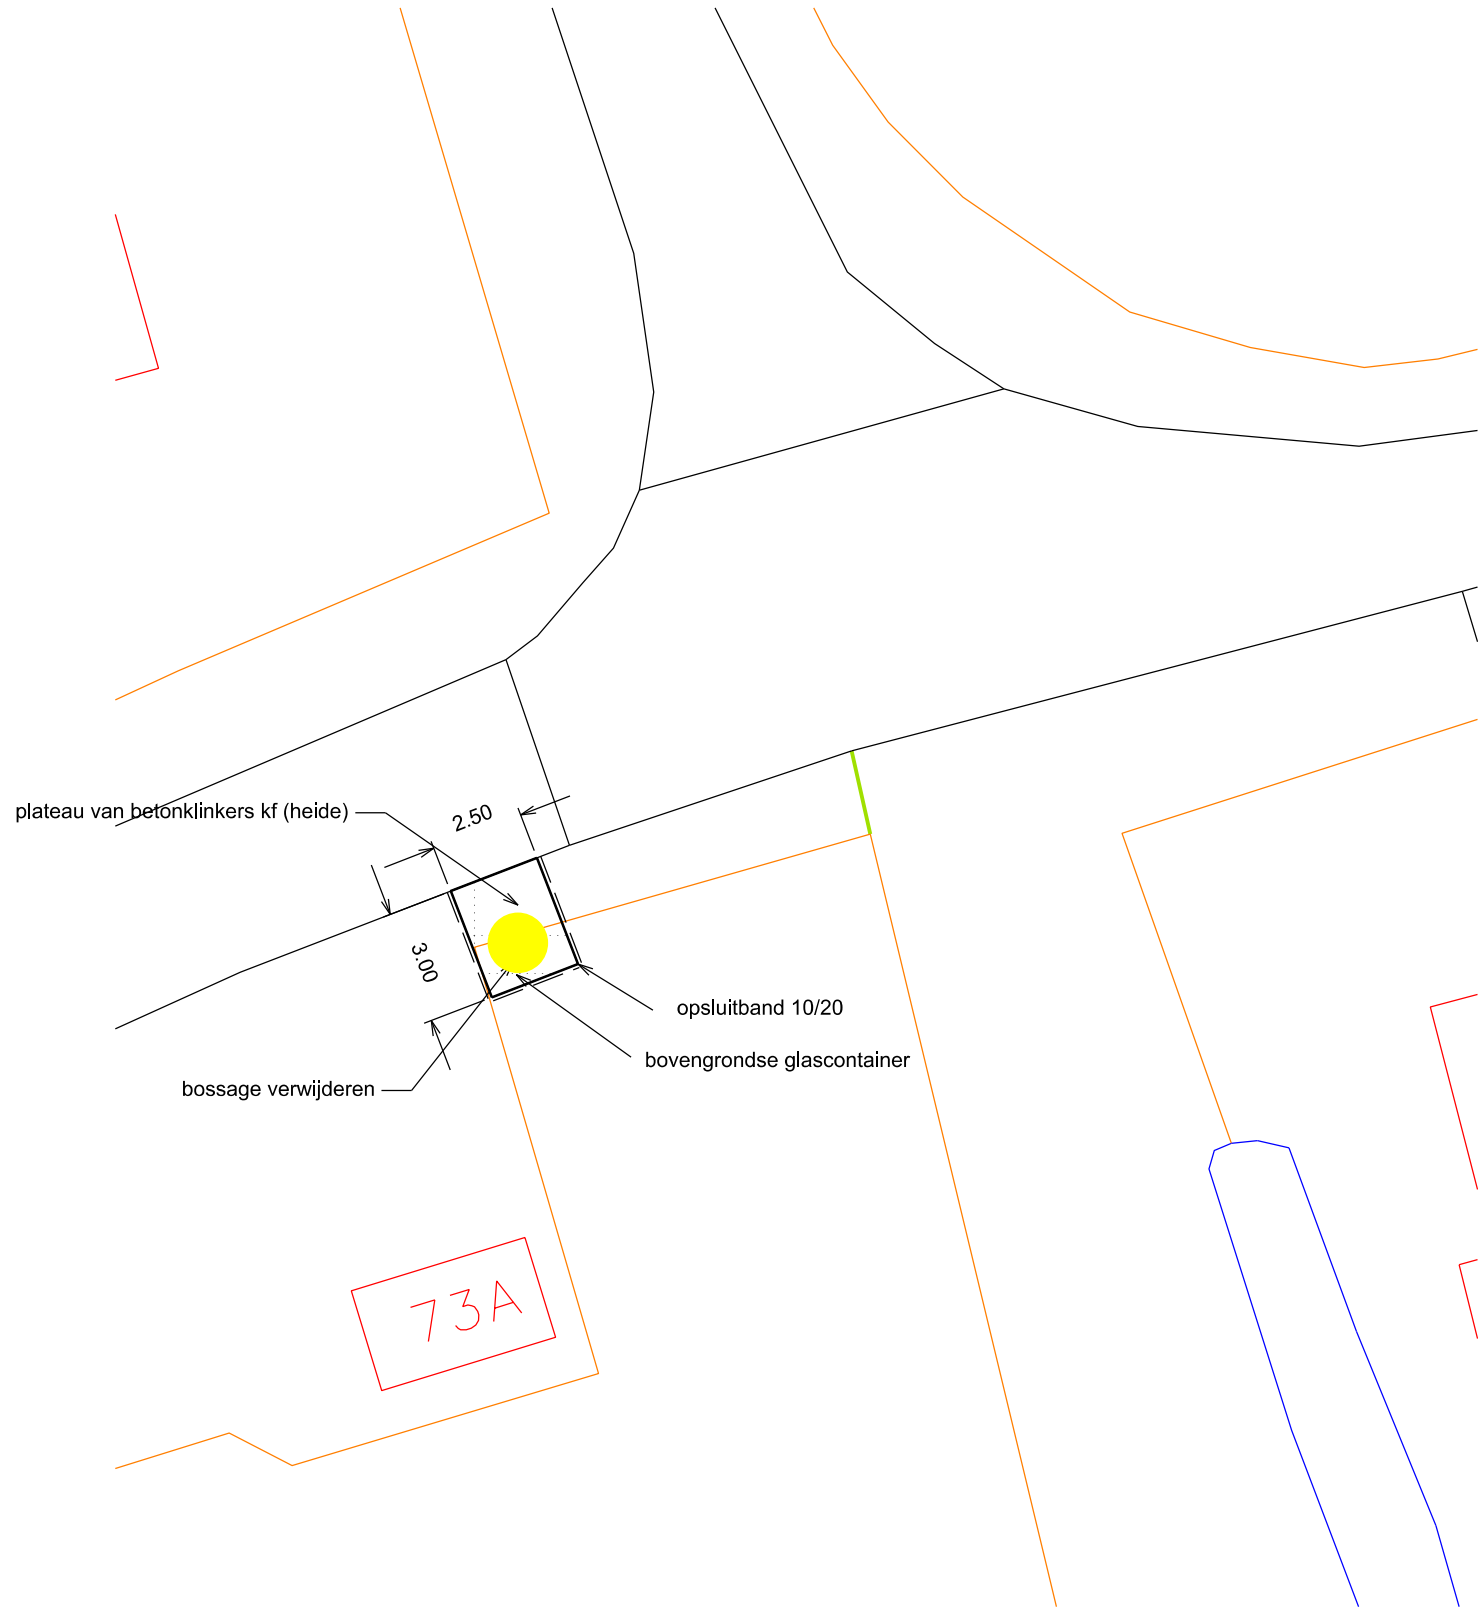 plateau van betonklinkers kf (heide)
2.50
3.00
opsluitband 10/20
bovengrondse glascontainer
bossage verwijderen
73A